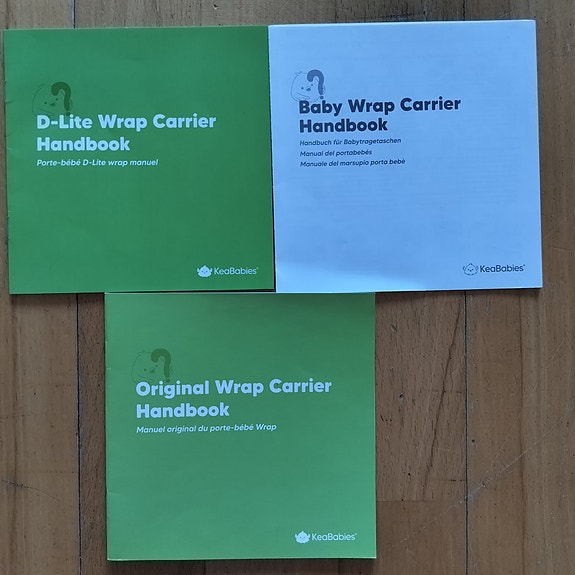 D-Lite Wrap Carrier
Handbook
Porte-bébé D-Lite wrap manuel
KeaBabies®
?
Baby Wrap Carrier
Handbook
Handbuch für Babytragetaschen
Manual del portabebés
Manuale del marsupio porta bebè
KeaBabies®
?
Original Wrap Carrier
Handbook
Manuel original du porte-bébé Wrap
KeaBabies®
?